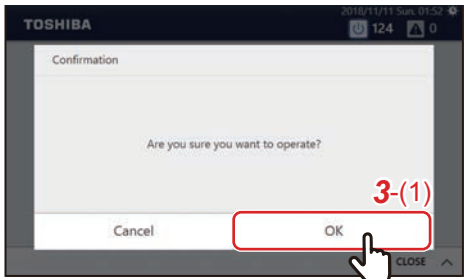 2018/11/11 Sun. 01:52
TOSHIBA
124 0
Confirmation
Are you sure you want to operate?
3-(1)
Cancel OK
CLOSE